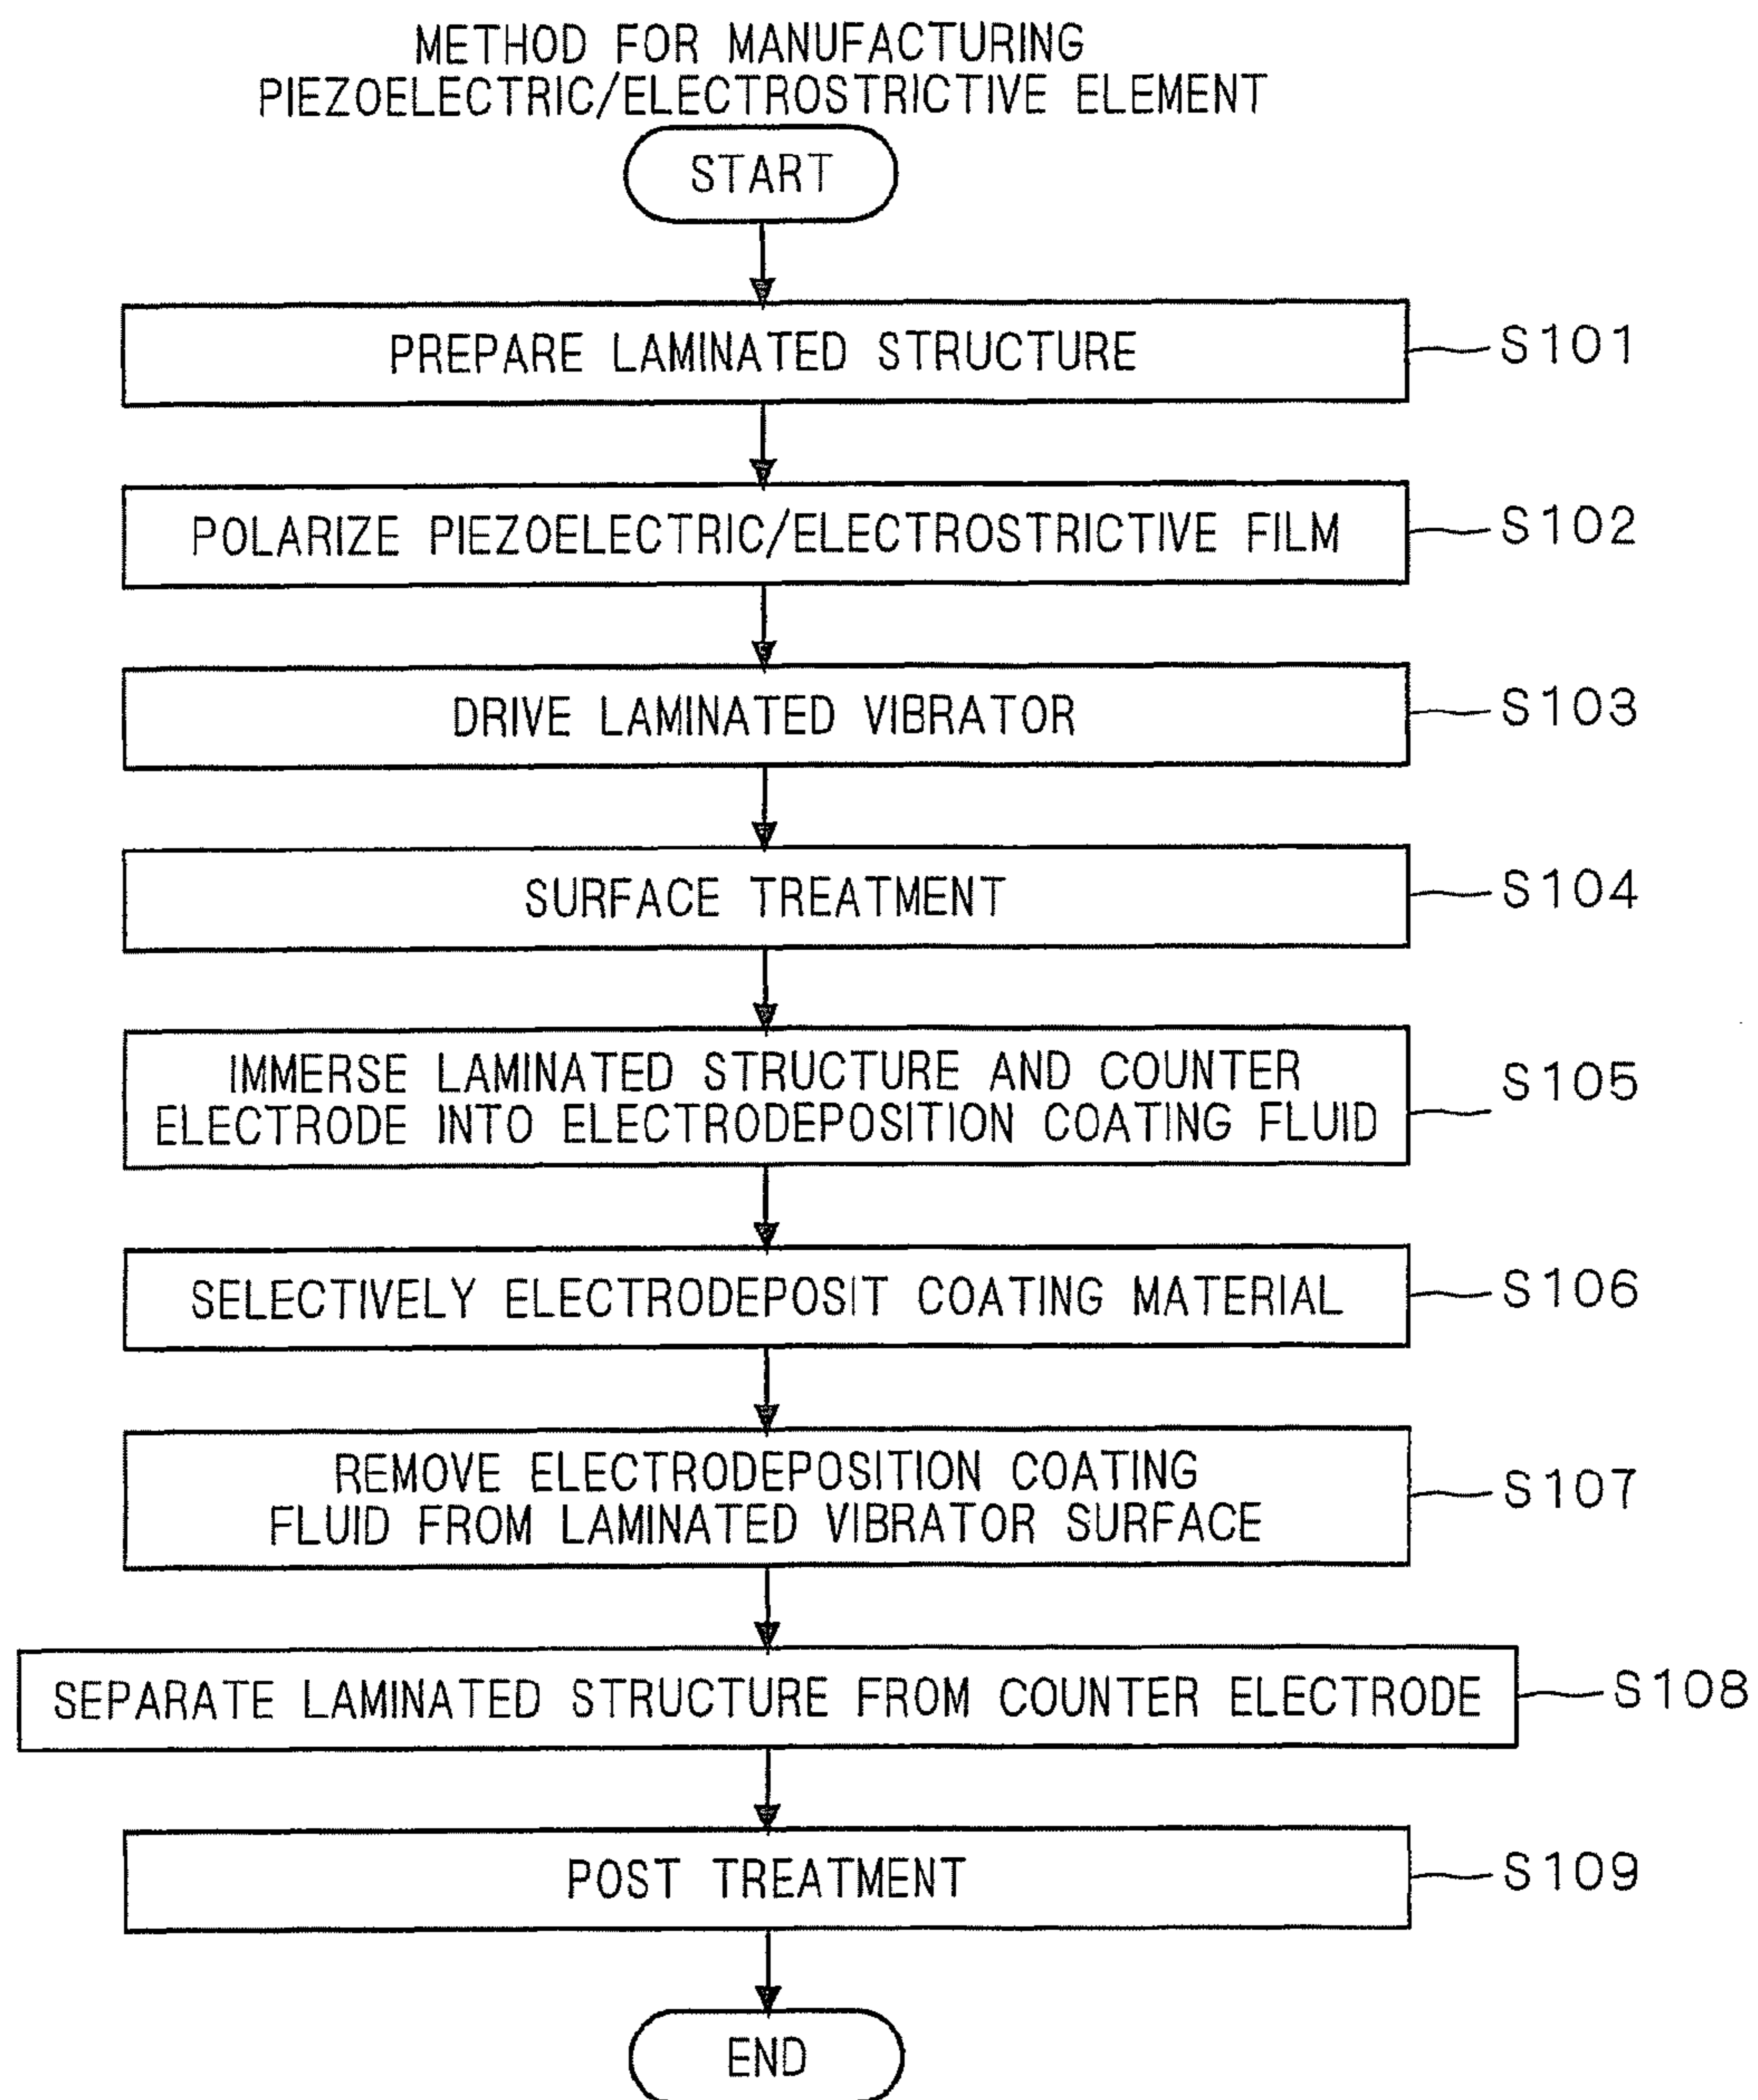 METHOD FOR MANUFACTURING
PIEZOELECTRIC/ELECTROSTRICTIVE ELEMENT
START
PREPARE LAMINATED STRUCTURE
S101
POLARIZE PIEZOELECTRIC/ELECTROSTRICTIVE FILM
S102
DRIVE LAMINATED VIBRATOR
S103
SURFACE TREATMENT
S104
IMMERSE LAMINATED STRUCTURE AND COUNTER
ELECTRODE INTO ELECTRODEPOSITION COATING FLUID
S105
SELECTIVELY ELECTRODEPOSIT COATING MATERIAL
S106
REMOVE ELECTRODEPOSITION COATING
FLUID FROM LAMINATED VIBRATOR SURFACE
S107
SEPARATE LAMINATED STRUCTURE FROM COUNTER ELECTRODE
S108
POST TREATMENT
S109
END